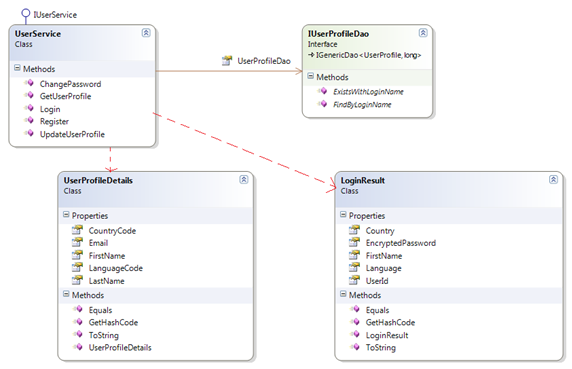 IUserService
UserService
Class
Methods
ChangePassword
GetUserProfile
Login
Register
UpdateUserProfile
UserProfileDao
IUserProfileDao
Interface
IGenericDao<UserProfile,long>
Methods
ExistsWithLoginName
FindByLoginName
UserProfileDetails
Class
Properties
CountryCode
Email
FirstName
LanguageCode
LastName
Methods
Equals
GetHashCode
ToString
UserProfileDetails
LoginResult
Class
Properties
Country
EncryptedPassword
FirstName
Language
UserId
Methods
Equals
GetHashCode
LoginResult
ToString